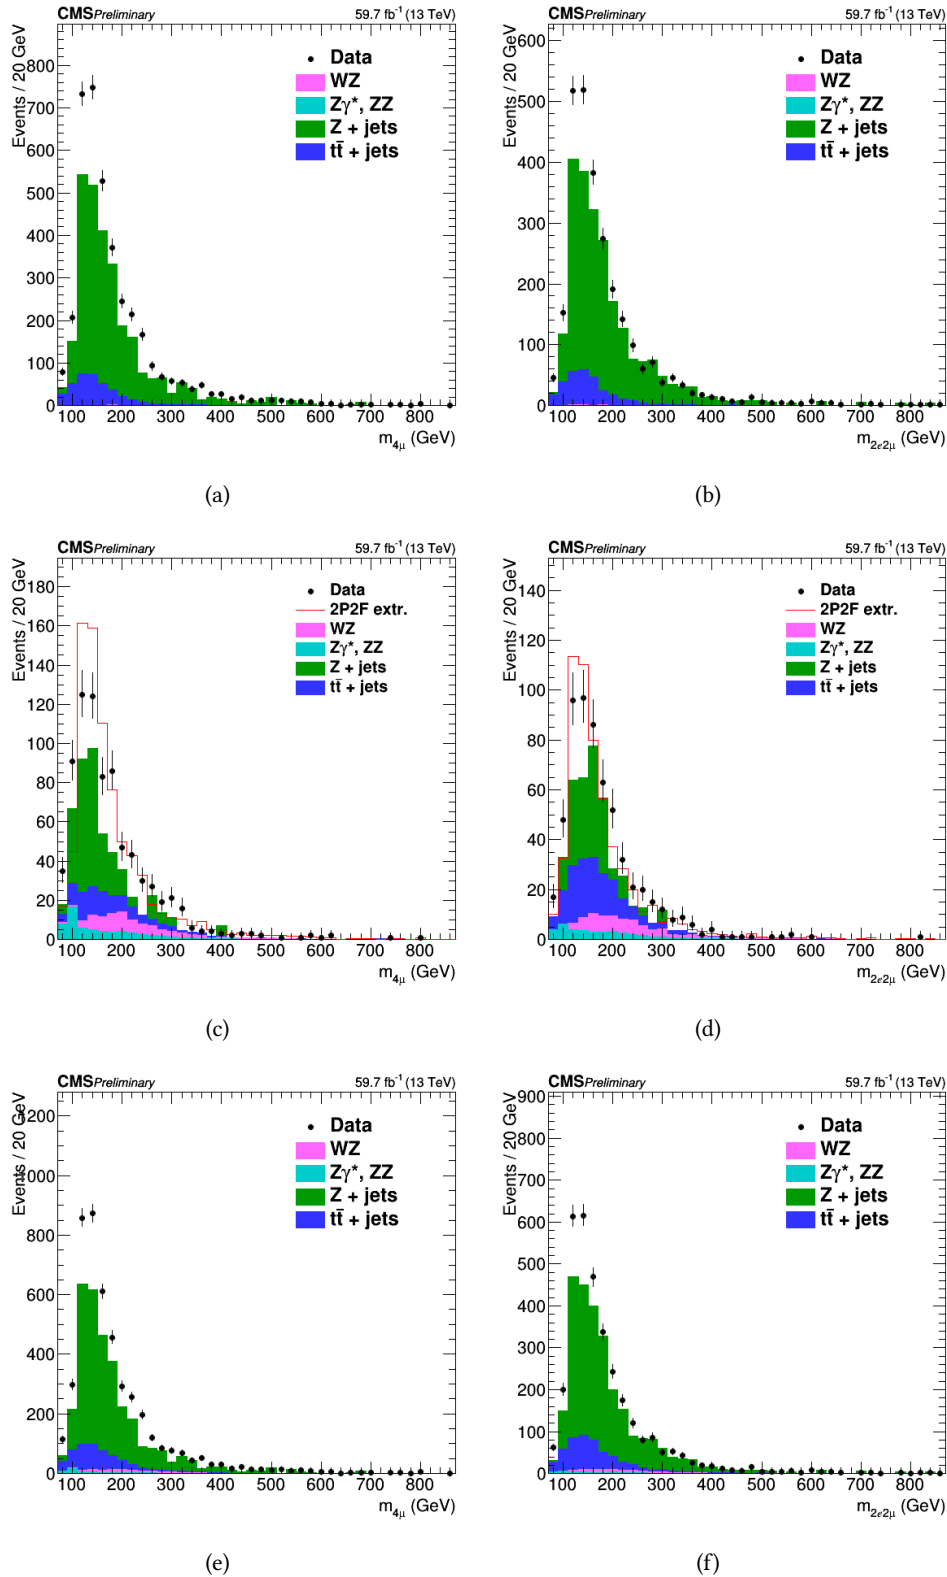 CMS Preliminary 59.7 fb⁻¹ (13 TeV)
Events / 20 GeV
800
700
600
500
400
300
200
100
0
Data
WZ
Zγ*, ZZ
Z + jets
tt̄ + jets
100 200 300 400 500 600 700 800
m4μ (GeV)
(a)
CMS Preliminary 59.7 fb⁻¹ (13 TeV)
Events / 20 GeV
600
500
400
300
200
100
0
Data
WZ
Zγ*, ZZ
Z + jets
tt̄ + jets
100 200 300 400 500 600 700 800
m2e2μ (GeV)
(b)
CMS Preliminary 59.7 fb⁻¹ (13 TeV)
Events / 20 GeV
180
160
140
120
100
80
60
40
20
0
Data
2P2F extr.
WZ
Zγ*, ZZ
Z + jets
tt̄ + jets
100 200 300 400 500 600 700 800
m4μ (GeV)
(c)
CMS Preliminary 59.7 fb⁻¹ (13 TeV)
Events / 20 GeV
140
120
100
80
60
40
20
0
Data
2P2F extr.
WZ
Zγ*, ZZ
Z + jets
tt̄ + jets
100 200 300 400 500 600 700 800
m2e2μ (GeV)
(d)
CMS Preliminary 59.7 fb⁻¹ (13 TeV)
Events / 20 GeV
1200
1000
800
600
400
200
0
Data
WZ
Zγ*, ZZ
Z + jets
tt̄ + jets
100 200 300 400 500 600 700 800
m4μ (GeV)
(e)
CMS Preliminary 59.7 fb⁻¹ (13 TeV)
Events / 20 GeV
900
800
700
600
500
400
300
200
100
0
Data
WZ
Zγ*, ZZ
Z + jets
tt̄ + jets
100 200 300 400 500 600 700 800
m2e2μ (GeV)
(f)